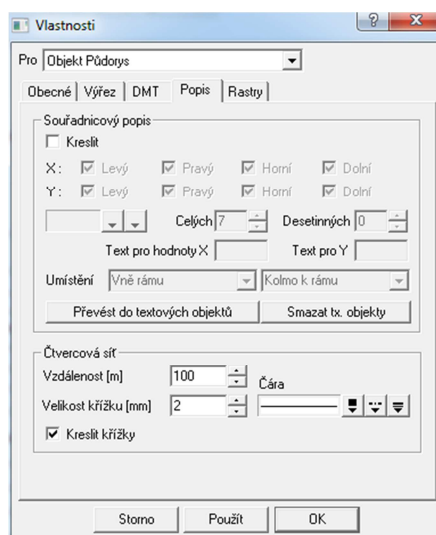 Vlastnosti
Pro Objekt Půdorys
Obecné Výřez DMT Popis Rastry
Souřadnicový popis
Kreslit
X: Levý Pravý Horní Dolní
Y: Levý Pravý Horní Dolní
Celých 7 Desetinných 0
Text pro hodnoty X Text pro Y
Umístění Vně rámu Kolmo k rámu
Převést do textových objektů Smazat tx. objekty
Čtvercová síť
Vzdálenost [m] 100 Čára
Velikost křížku [mm] 2
Kreslit křížky
Storno Použít OK